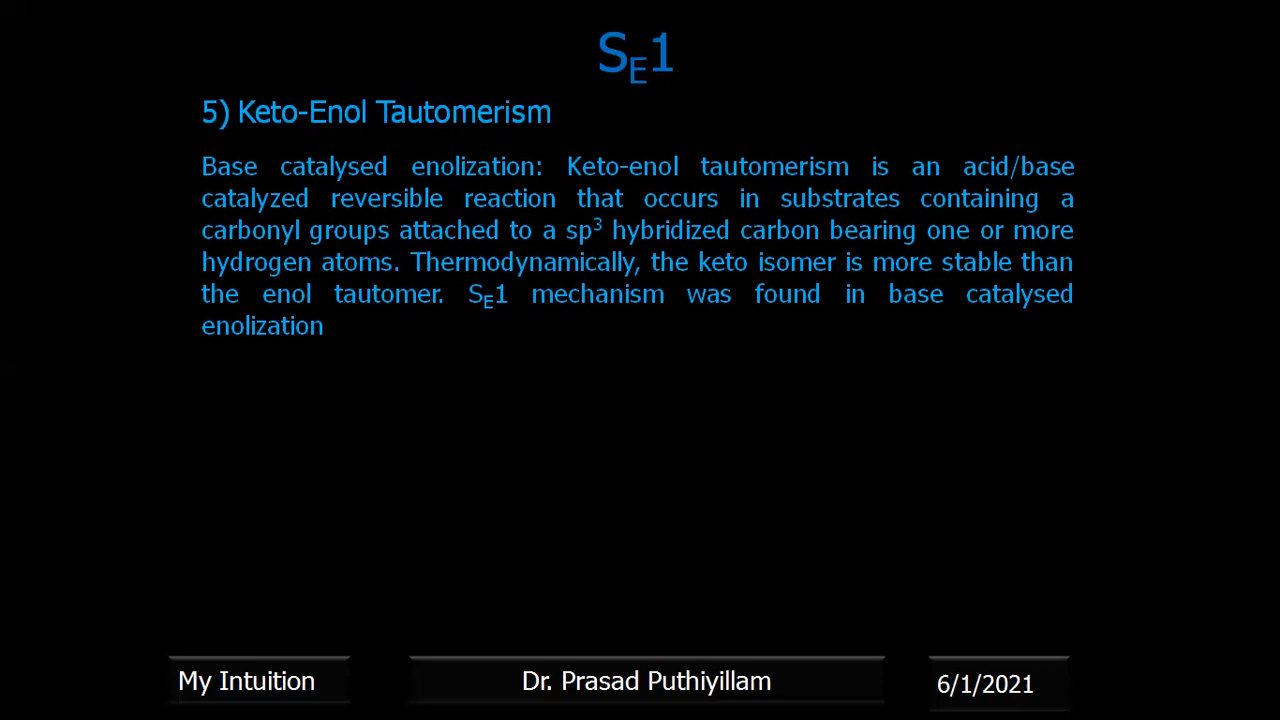 S_E1
5) Keto-Enol Tautomerism
Base catalysed enolization: Keto-enol tautomerism is an acid/base
catalyzed reversible reaction that occurs in substrates containing a
carbonyl groups attached to a sp³ hybridized carbon bearing one or more
hydrogen atoms. Thermodynamically, the keto isomer is more stable than
the enol tautomer. S_E1 mechanism was found in base catalysed
enolization
My Intuition
Dr. Prasad Puthiyillam
6/1/2021